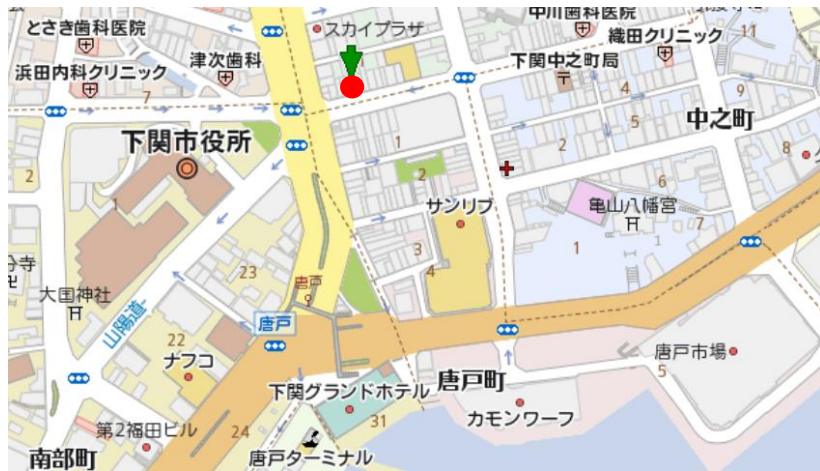 とさき歯科医院
スカイプラザ
中川歯科医院
津次歯科
織田クリニック
11
浜田内科クリニック
下関中之町局
7
4
9
中之町
下関市役所
1
2
5
8
2
2
6
1
サンリブ
亀山八幡宮
7
3
1
23
4
唐戸
大国神社
山陽道
唐戸
22
ナフコ
唐戸市場
5
下関グランドホテル
唐戸町
31
カモンワーフ
第2福田ビル
24
南部町
唐戸ターミナル